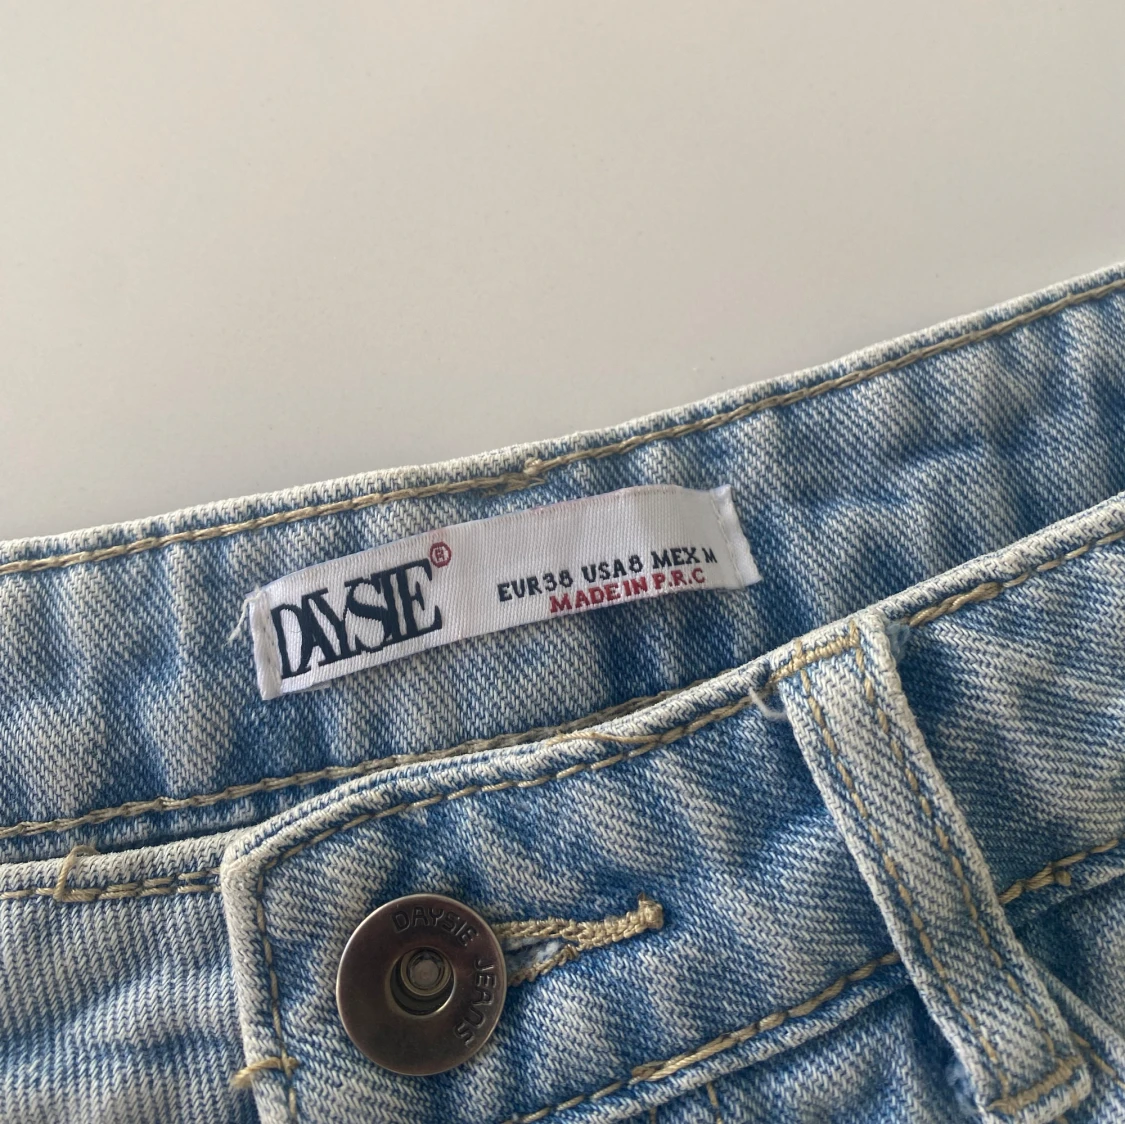 DAYSIE®
EUR38 USA8 MEX M
MADE IN P.R.C
DAYSIE JEANS